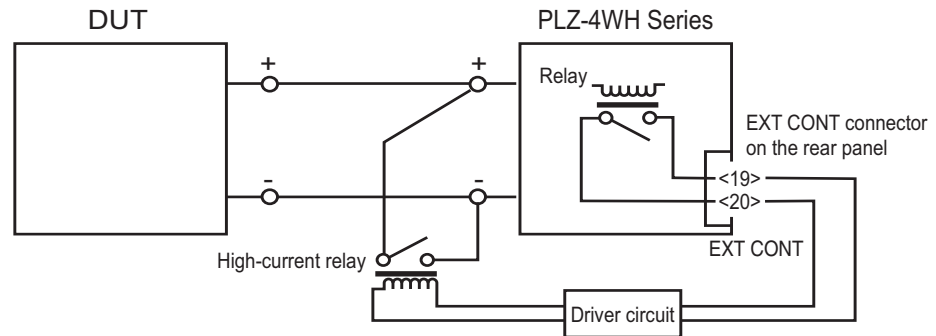 DUT
PLZ-4WH Series
+
+
Relay
EXT CONT connector
on the rear panel
<19>
<20>
-
-
EXT CONT
High-current relay
Driver circuit